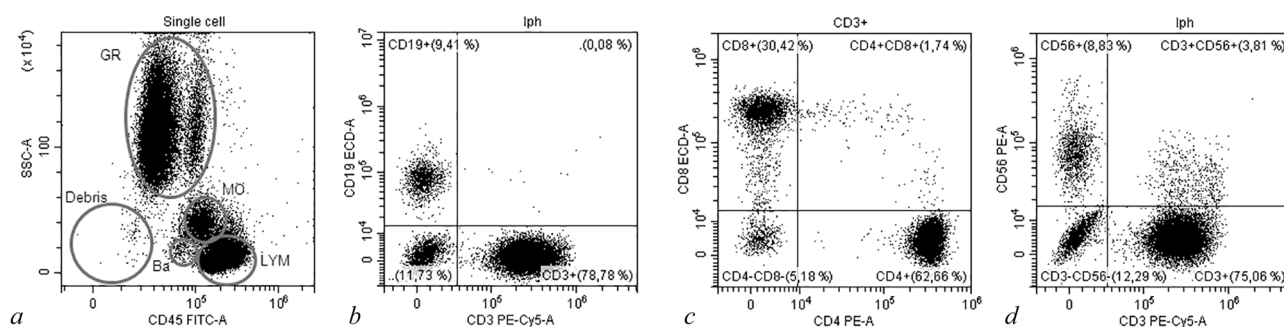 Single cell
(x 10⁴)
GR
100
SSC-A
Debris
MO
Ba
LYM
0
0
10⁵
10⁶
CD45 FITC-A
a
lph
10⁷
CD19+(9,41 %)
..(0,08 %)
10⁶
CD19 ECD-A
10⁵
10⁴
..(11,73 %)
CD3+(78,78 %)
0
10⁵
10⁶
CD3 PE-Cy5-A
b
CD3+
CD8+(30,42 %)
CD4+CD8+(1,74 %)
10⁶
CD8 ECD-A
10⁵
10⁴
0
CD4-CD8-(5,18 %)
CD4+(62,66 %)
0
10⁴
10⁵
10⁶
CD4 PE-A
c
lph
CD56+(8,83 %)
CD3+CD56+(3,81 %)
10⁶
CD56 PE-A
10⁵
10⁴
0
CD3-CD56-(12,29 %)
CD3+(75,06 %)
0
10⁵
10⁶
CD3 PE-Cy5-A
d